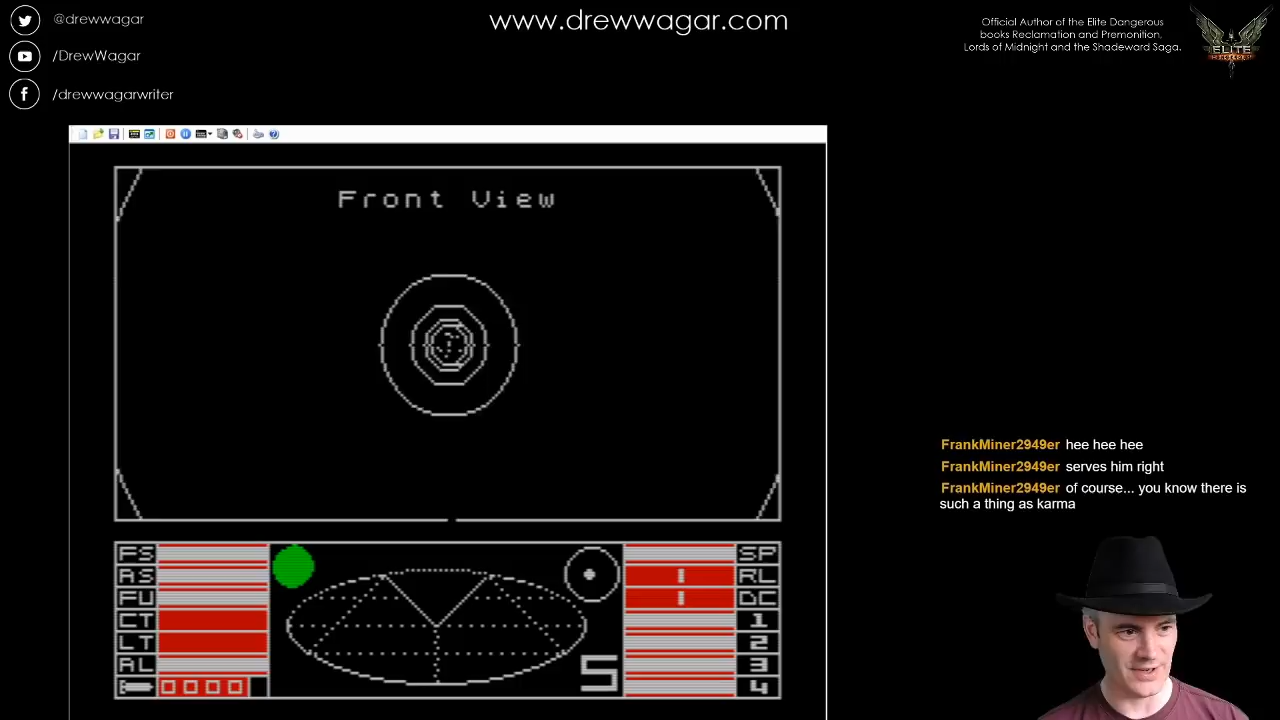 @drewwagar
/DrewWagar
/drewwagarwriter
www.drewwagar.com
Official Author of the Elite Dangerous
books Reclamation and Premonition,
Lords of Midnight and the Shadeward Saga.
ELITE
DANGEROUS
Front View
FS
AS
FU
CT
LT
AL
S
SP
RL
DC
1
2
3
4
FrankMiner2949er hee hee hee
FrankMiner2949er serves him right
FrankMiner2949er of course... you know there is
such a thing as karma